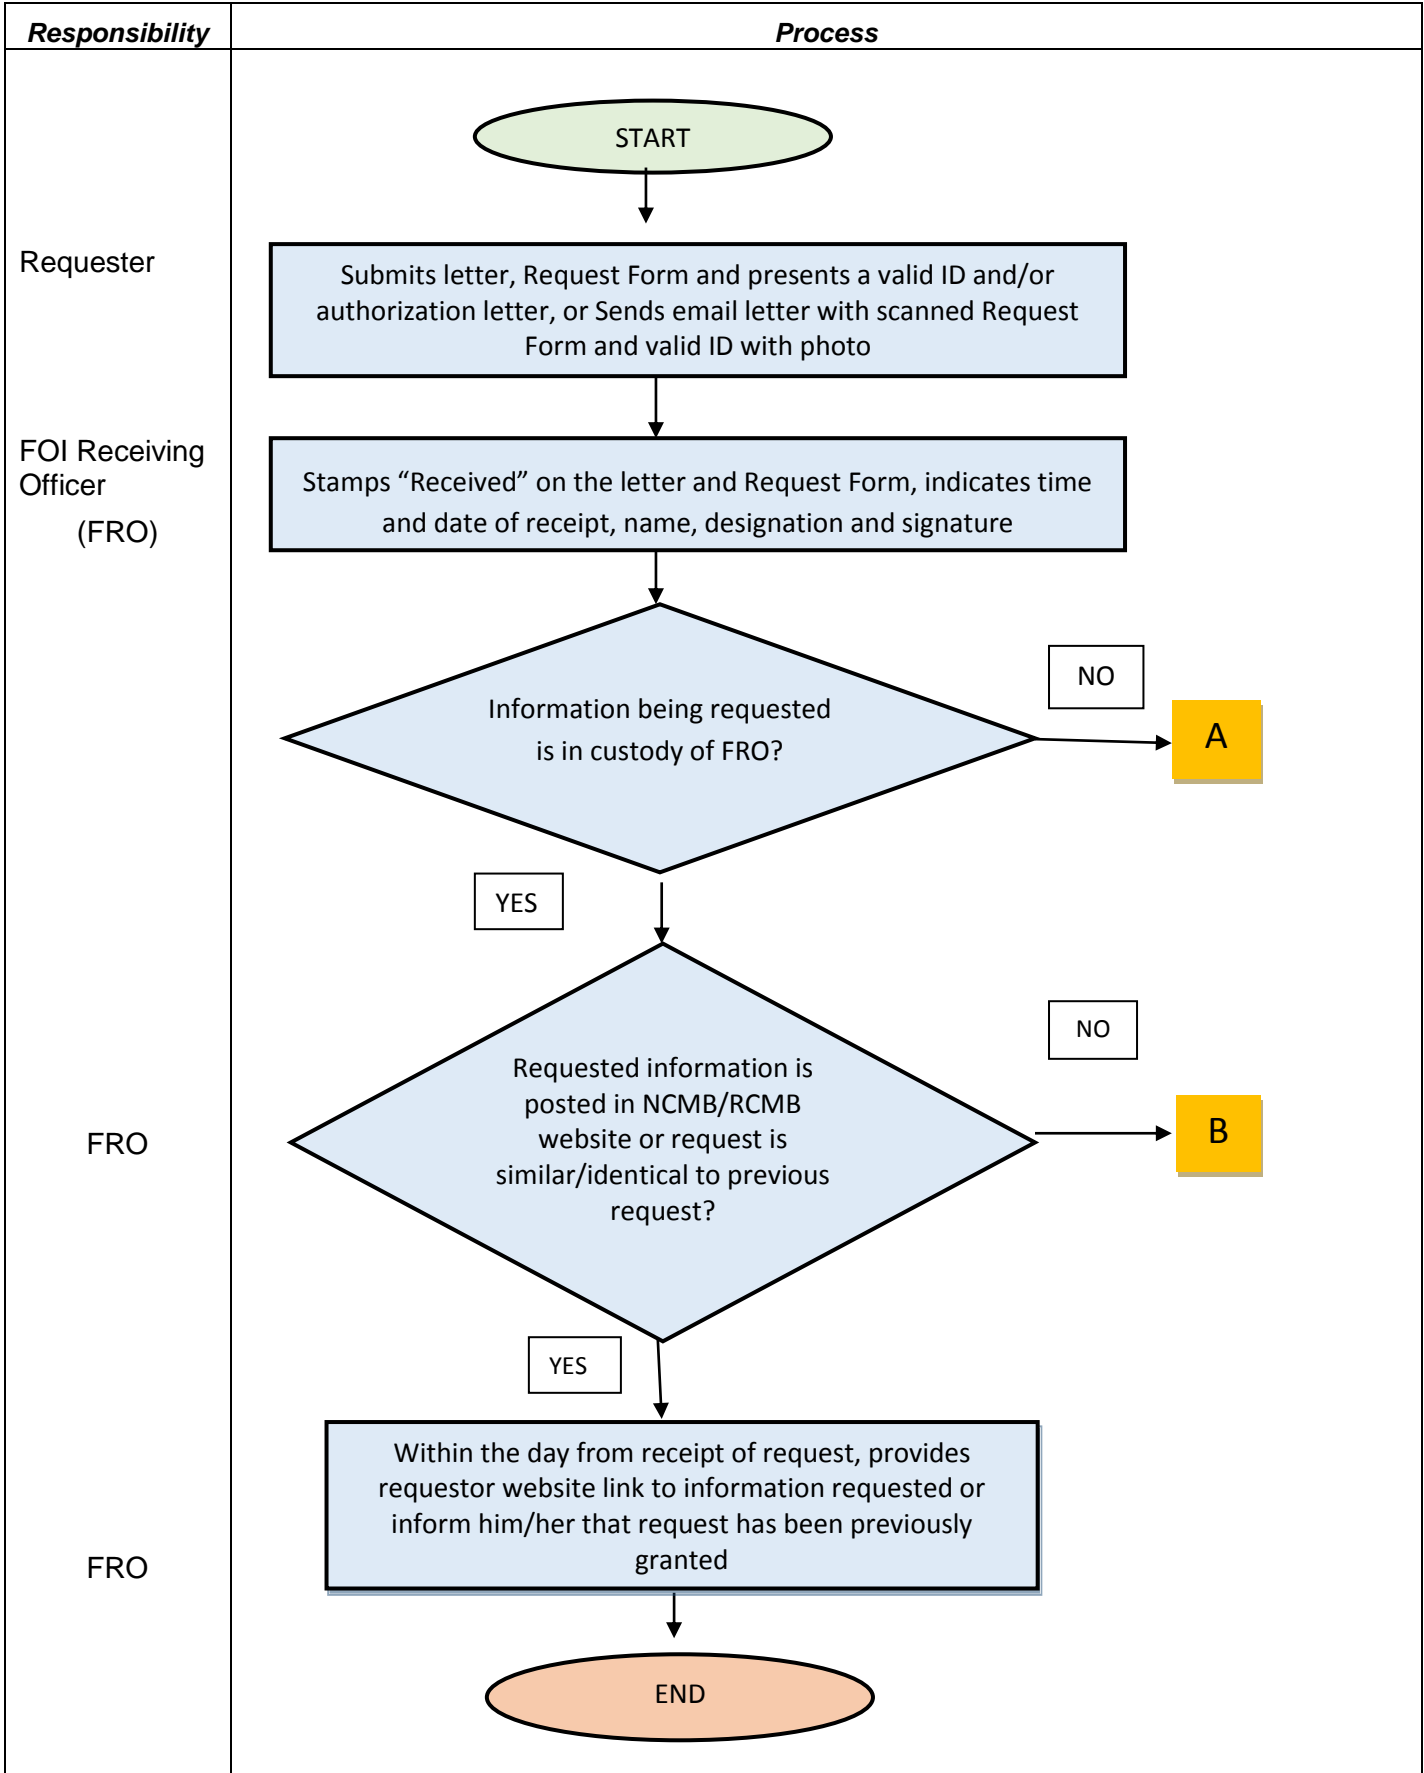 Responsibility
Process
START
Requester
Submits letter, Request Form and presents a valid ID and/or
authorization letter, or Sends email letter with scanned Request
Form and valid ID with photo
FOI Receiving
Officer
(FRO)
Stamps “Received” on the letter and Request Form, indicates time
and date of receipt, name, designation and signature
Information being requested
is in custody of FRO?
NO
A
YES
FRO
Requested information is
posted in NCMB/RCMB
website or request is
similar/identical to previous
request?
NO
B
YES
FRO
Within the day from receipt of request, provides
requestor website link to information requested or
inform him/her that request has been previously
granted
END